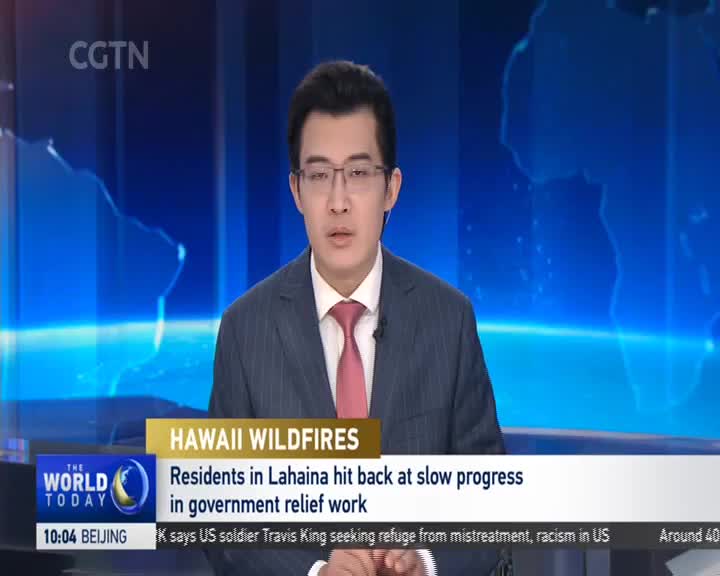 CGTN
HAWAII WILDFIRES
Residents in Lahaina hit back at slow progress
in government relief work
THE
WORLD
TODAY
10:04 BEIJING
says US soldier Travis King seeking refuge from mistreatment, racism in US
Around 40